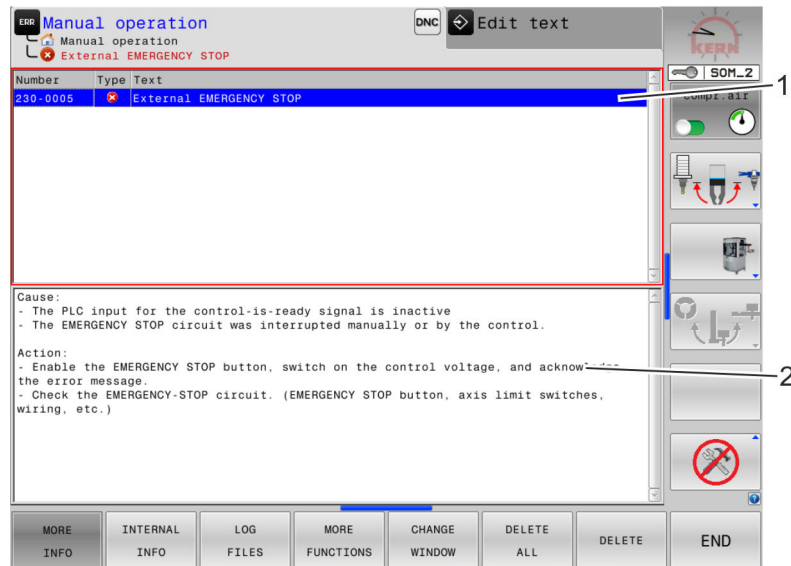 ERR Manual operation
Manual operation
External EMERGENCY STOP
DNC Edit text
KERN
SOM_2
Number Type Text
230-0005 External EMERGENCY STOP
1
compr.air
Cause:
- The PLC input for the control-is-ready signal is inactive
- The EMERGENCY STOP circuit was interrupted manually or by the control.
Action:
- Enable the EMERGENCY STOP button, switch on the control voltage, and
the error message.
2
- Check the EMERGENCY-STOP circuit. (EMERGENCY STOP button, axis limit switches,
wiring, etc.)
MORE INFO
INTERNAL INFO
LOG FILES
MORE FUNCTIONS
CHANGE WINDOW
DELETE ALL
DELETE
END